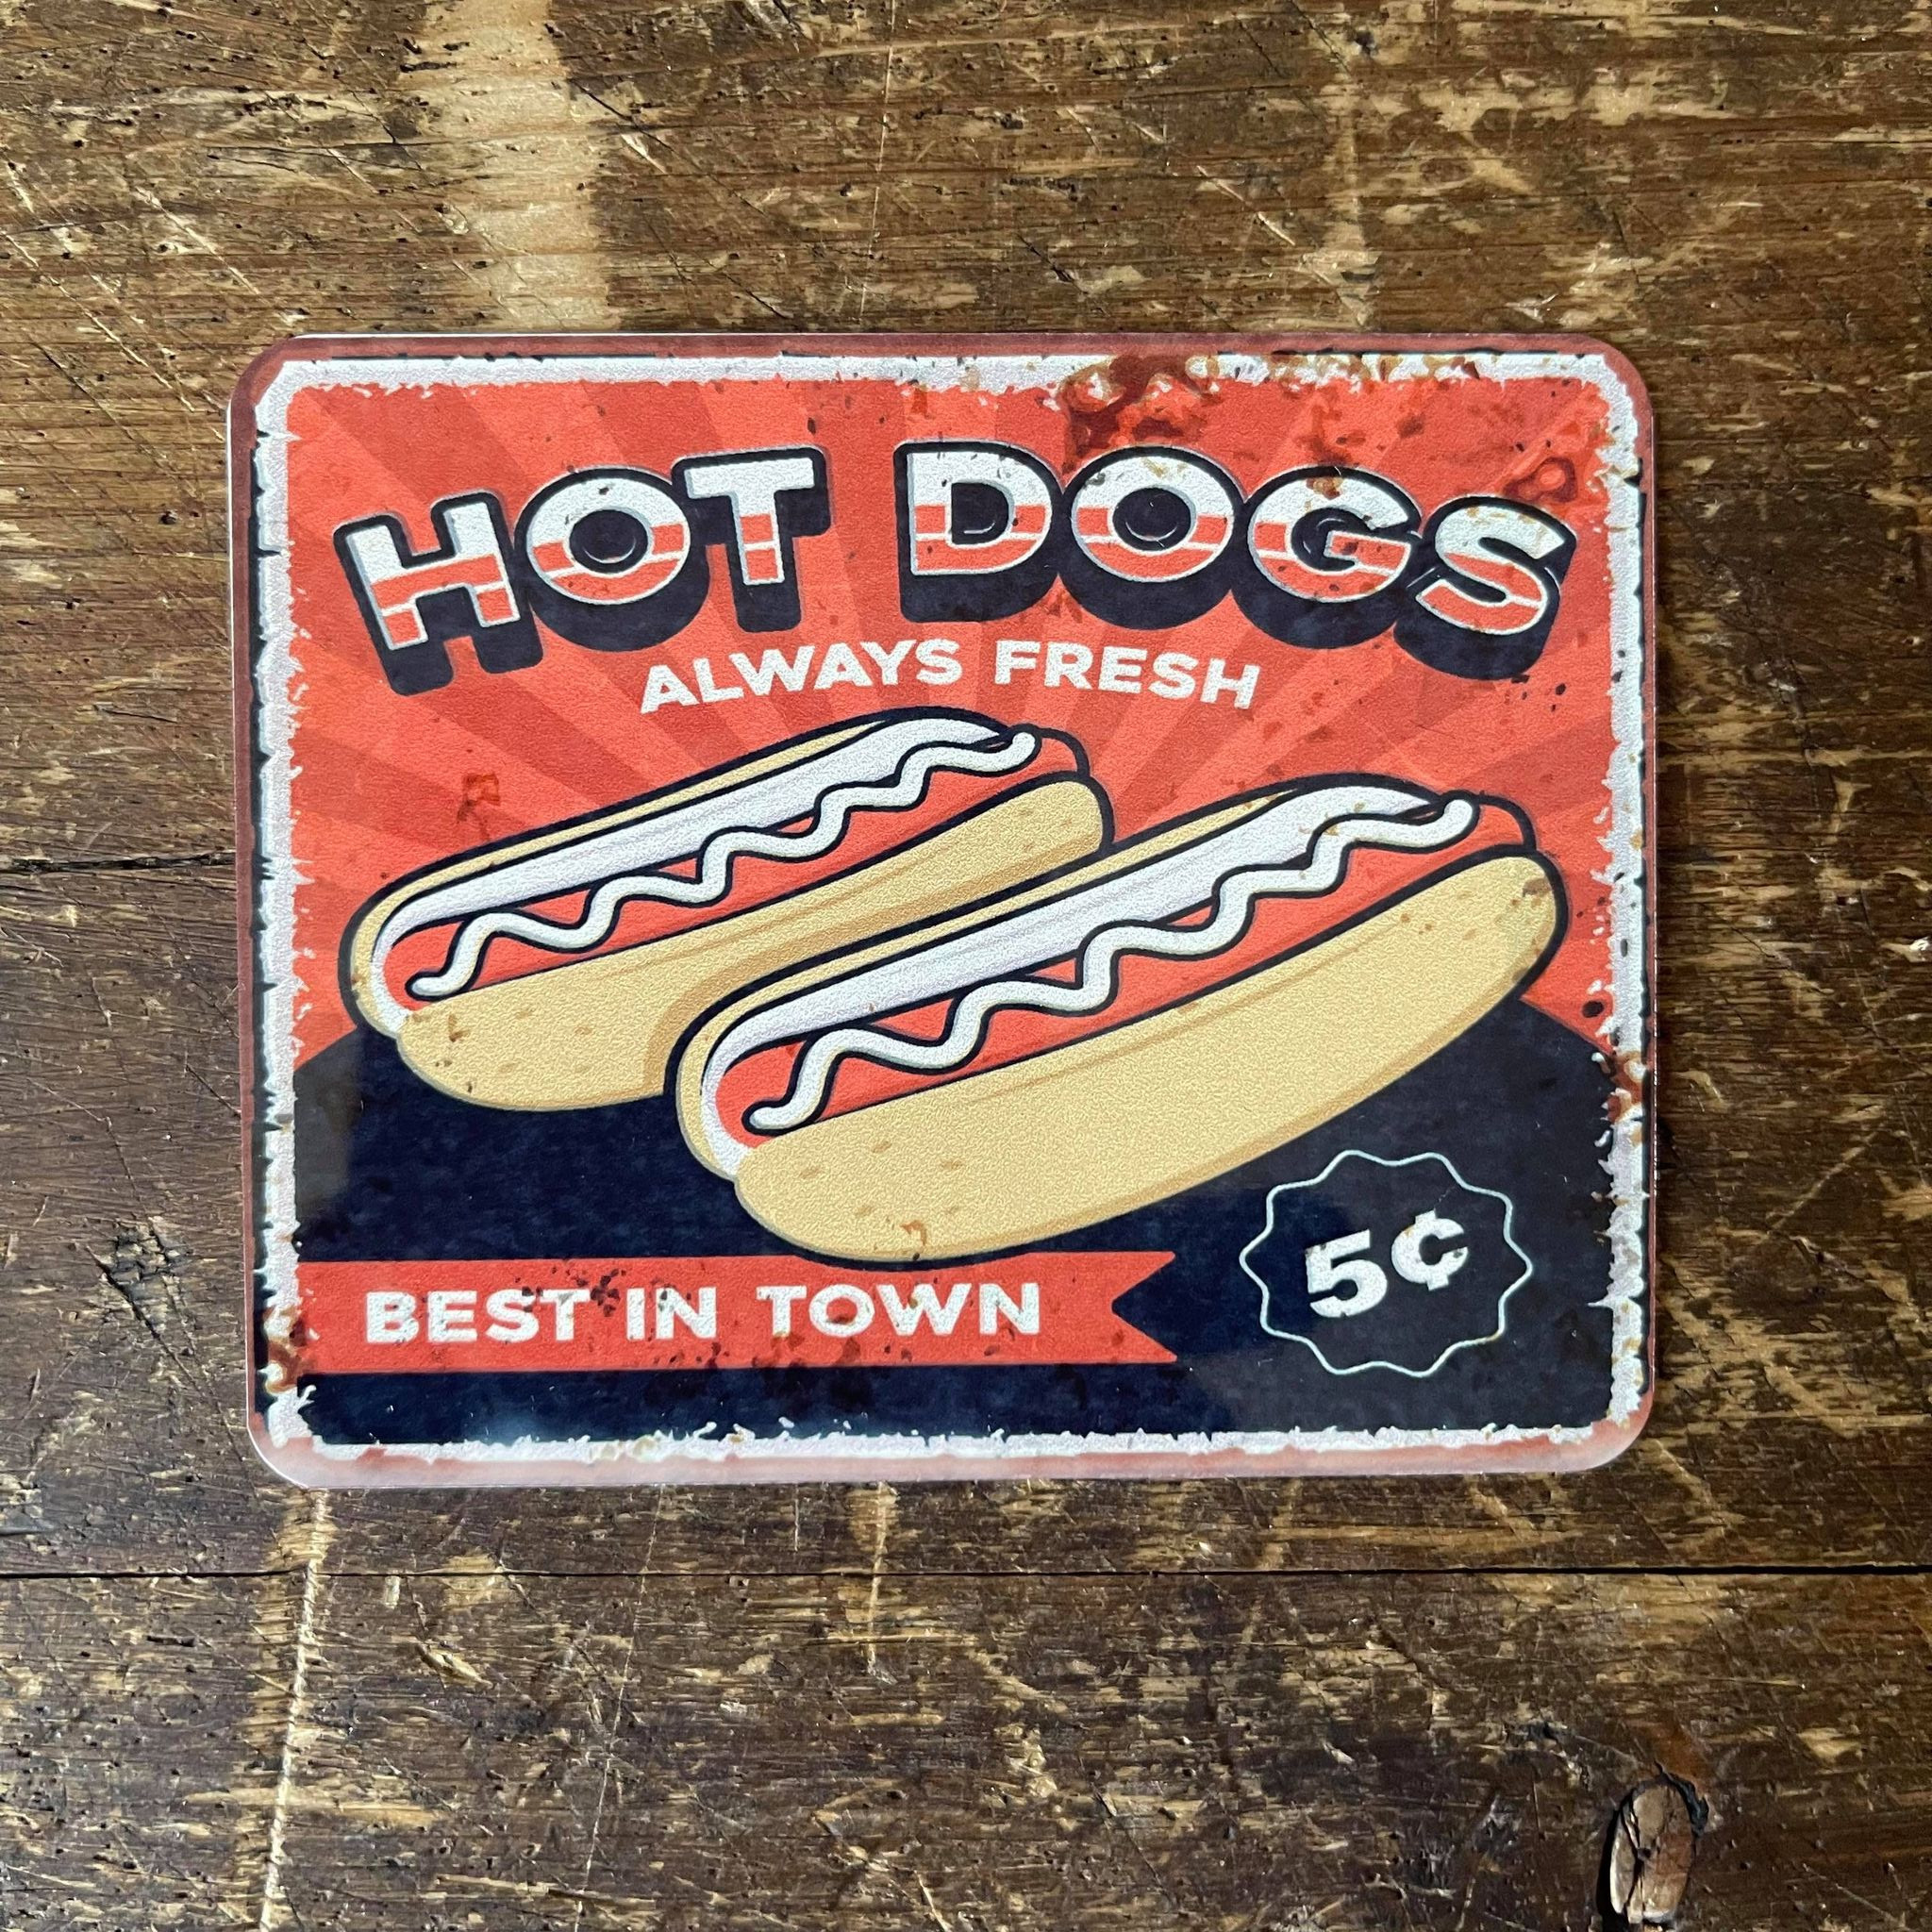 HOT DOGS
ALWAYS FRESH
BEST IN TOWN
5¢